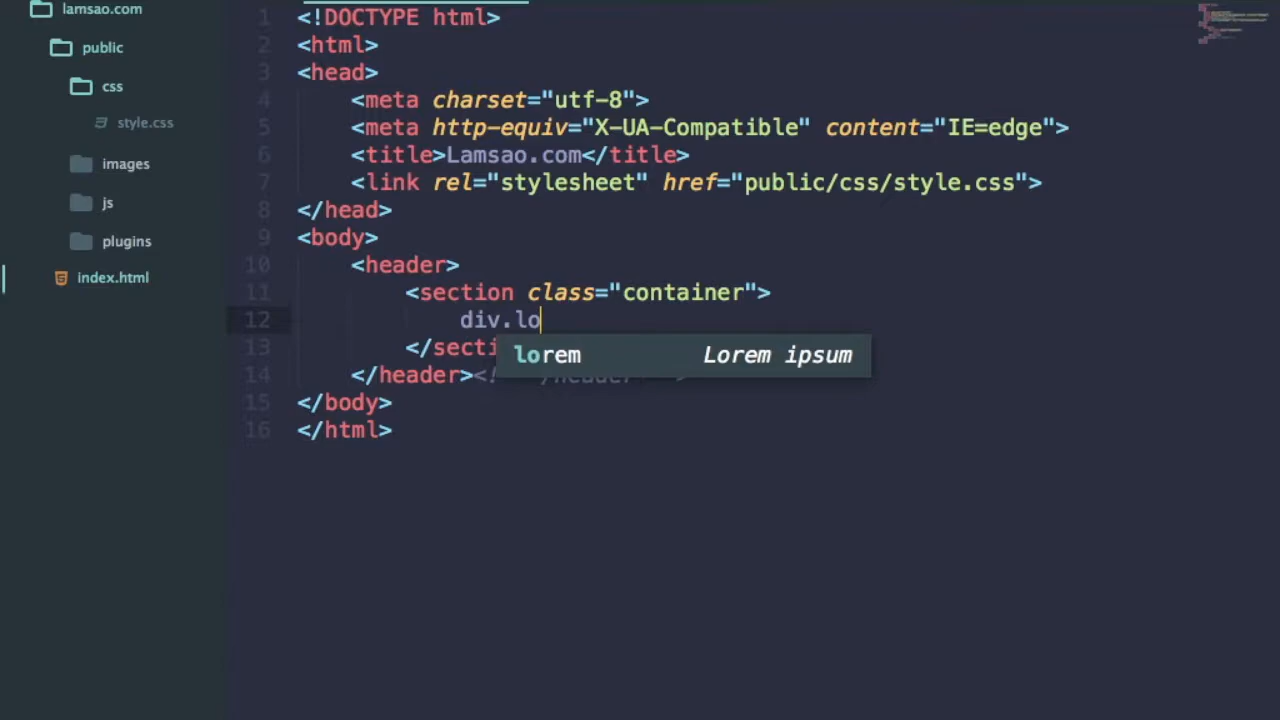 lamsao.com
public
css
style.css
images
js
plugins
index.html
1 <!DOCTYPE html>
2 <html>
3 <head>
4 <meta charset="utf-8">
5 <meta http-equiv="X-UA-Compatible" content="IE=edge">
6 <title>Lamsao.com</title>
7 <link rel="stylesheet" href="public/css/style.css">
8 </head>
9 <body>
10 <header>
11 <section class="container">
12 div.lo
lorem Lorem ipsum
13 </secti
14 </header><!-- /header -->
15 </body>
16 </html>